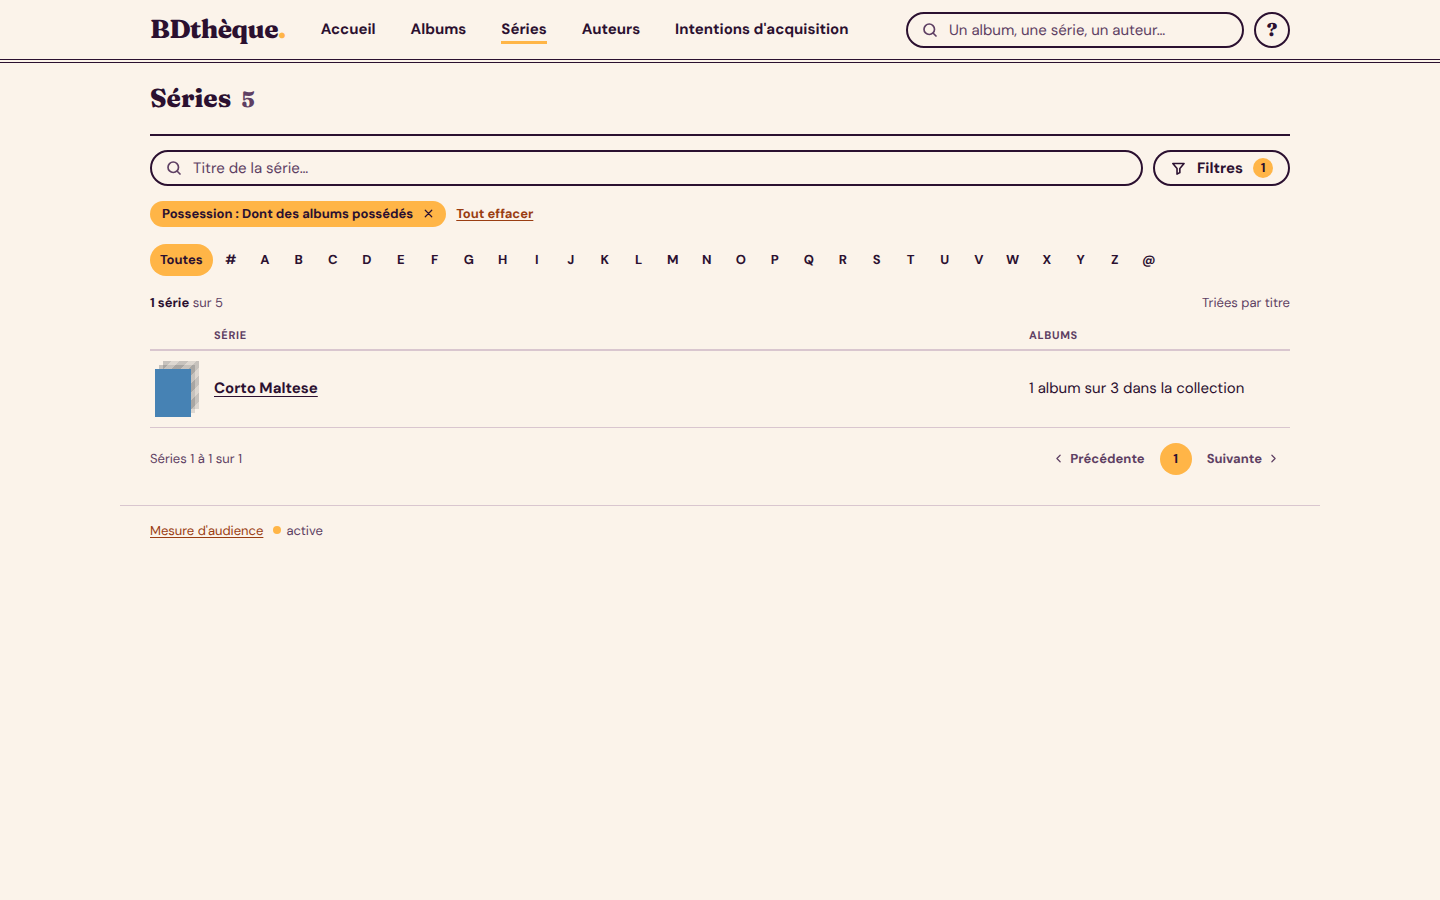 BDthèque.
Accueil
Albums
Séries
Auteurs
Intentions d'acquisition
Un album, une série, un auteur…
?
Séries 5
Titre de la série…
Filtres 1
Possession : Dont des albums possédés ×
Tout effacer
Toutes # A B C D E F G H I J K L M N O P Q R S T U V W X Y Z @
1 série sur 5
Triées par titre
SÉRIE
ALBUMS
Corto Maltese
1 album sur 3 dans la collection
Séries 1 à 1 sur 1
Précédente
1
Suivante
Mesure d'audience
active